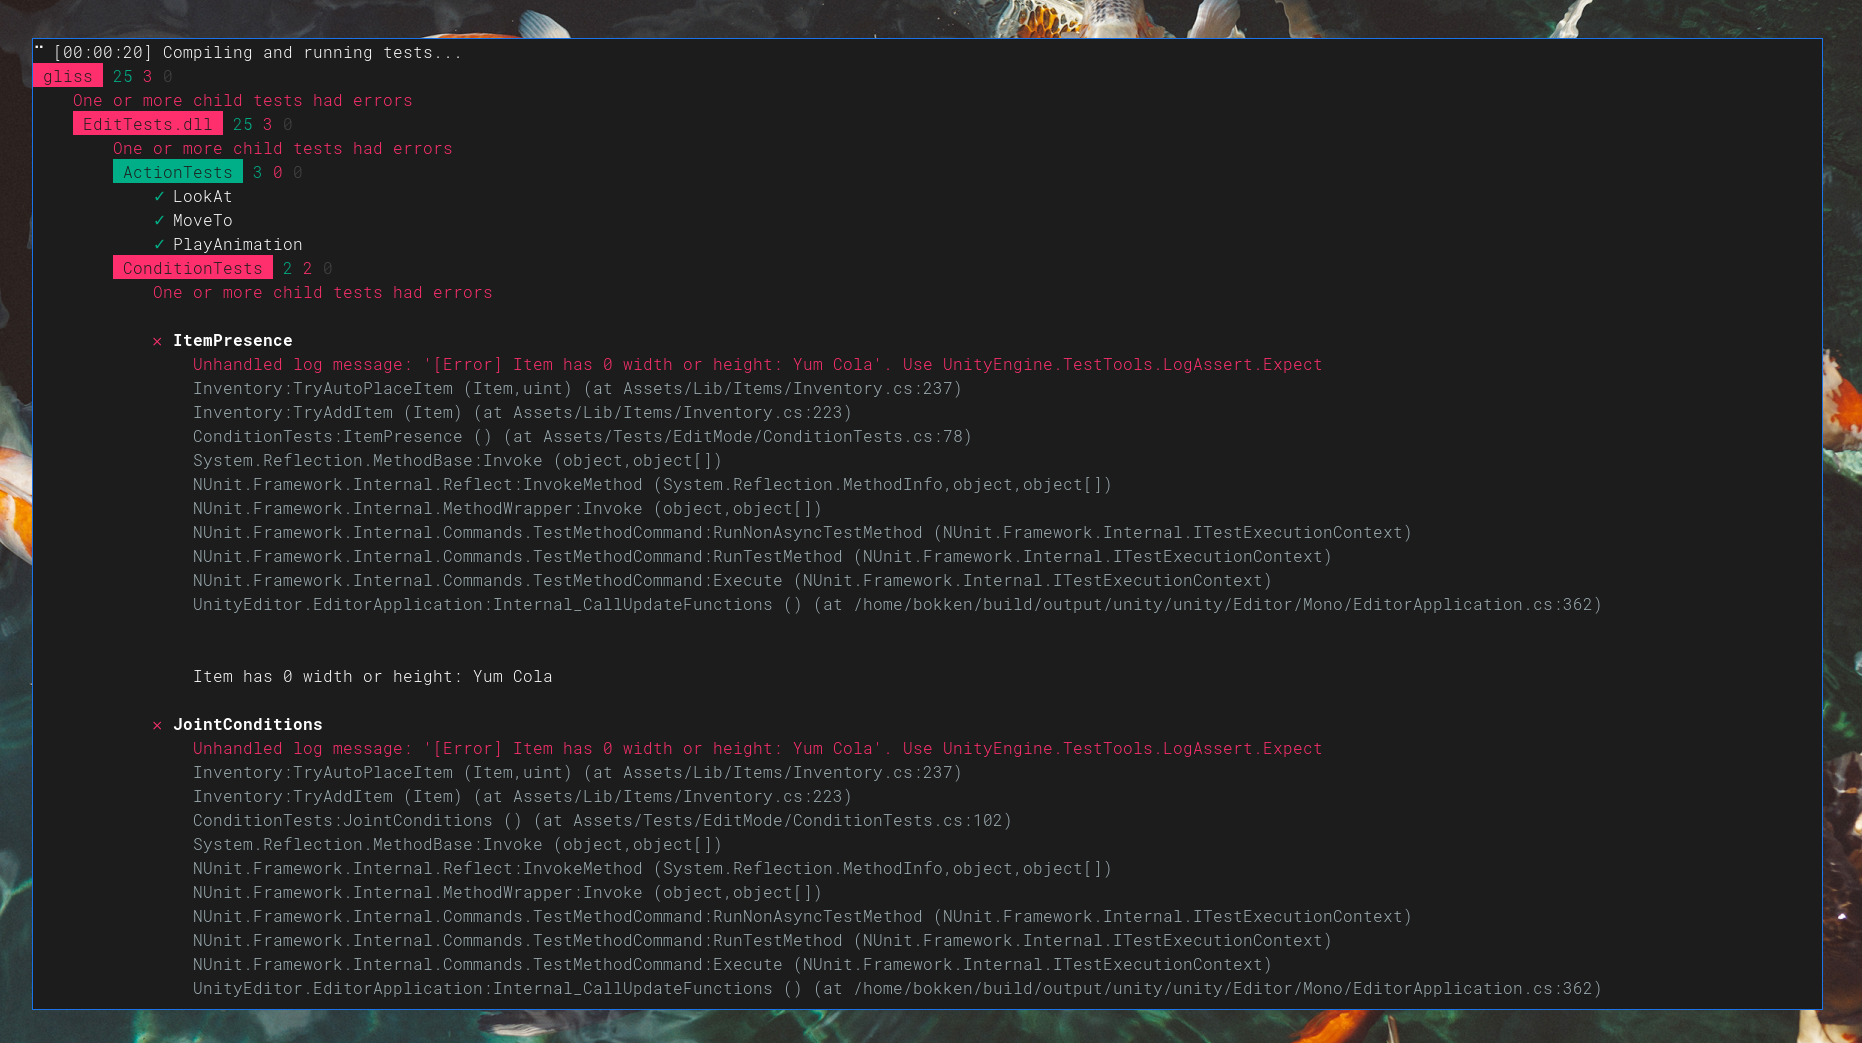 [00:00:20] Compiling and running tests...
gliss 25 3 0
One or more child tests had errors
EditTests.dll 25 3 0
One or more child tests had errors
ActionTests 3 0 0
✓ LookAt
✓ MoveTo
✓ PlayAnimation
ConditionTests 2 2 0
One or more child tests had errors
✕ ItemPresence
Unhandled log message: '[Error] Item has 0 width or height: Yum Cola'. Use UnityEngine.TestTools.LogAssert.Expect
Inventory:TryAutoPlaceItem (Item,uint) (at Assets/Lib/Items/Inventory.cs:237)
Inventory:TryAddItem (Item) (at Assets/Lib/Items/Inventory.cs:223)
ConditionTests:ItemPresence () (at Assets/Tests/EditMode/ConditionTests.cs:78)
System.Reflection.MethodBase:Invoke (object,object[])
NUnit.Framework.Internal.Reflect:InvokeMethod (System.Reflection.MethodInfo,object,object[])
NUnit.Framework.Internal.MethodWrapper:Invoke (object,object[])
NUnit.Framework.Internal.Commands.TestMethodCommand:RunNonAsyncTestMethod (NUnit.Framework.Internal.ITestExecutionContext)
NUnit.Framework.Internal.Commands.TestMethodCommand:RunTestMethod (NUnit.Framework.Internal.ITestExecutionContext)
NUnit.Framework.Internal.Commands.TestMethodCommand:Execute (NUnit.Framework.Internal.ITestExecutionContext)
UnityEditor.EditorApplication:Internal_CallUpdateFunctions () (at /home/bokken/build/output/unity/unity/Editor/Mono/EditorApplication.cs:362)
Item has 0 width or height: Yum Cola
✕ JointConditions
Unhandled log message: '[Error] Item has 0 width or height: Yum Cola'. Use UnityEngine.TestTools.LogAssert.Expect
Inventory:TryAutoPlaceItem (Item,uint) (at Assets/Lib/Items/Inventory.cs:237)
Inventory:TryAddItem (Item) (at Assets/Lib/Items/Inventory.cs:223)
ConditionTests:JointConditions () (at Assets/Tests/EditMode/ConditionTests.cs:102)
System.Reflection.MethodBase:Invoke (object,object[])
NUnit.Framework.Internal.Reflect:InvokeMethod (System.Reflection.MethodInfo,object,object[])
NUnit.Framework.Internal.MethodWrapper:Invoke (object,object[])
NUnit.Framework.Internal.Commands.TestMethodCommand:RunNonAsyncTestMethod (NUnit.Framework.Internal.ITestExecutionContext)
NUnit.Framework.Internal.Commands.TestMethodCommand:RunTestMethod (NUnit.Framework.Internal.ITestExecutionContext)
NUnit.Framework.Internal.Commands.TestMethodCommand:Execute (NUnit.Framework.Internal.ITestExecutionContext)
UnityEditor.EditorApplication:Internal_CallUpdateFunctions () (at /home/bokken/build/output/unity/unity/Editor/Mono/EditorApplication.cs:362)